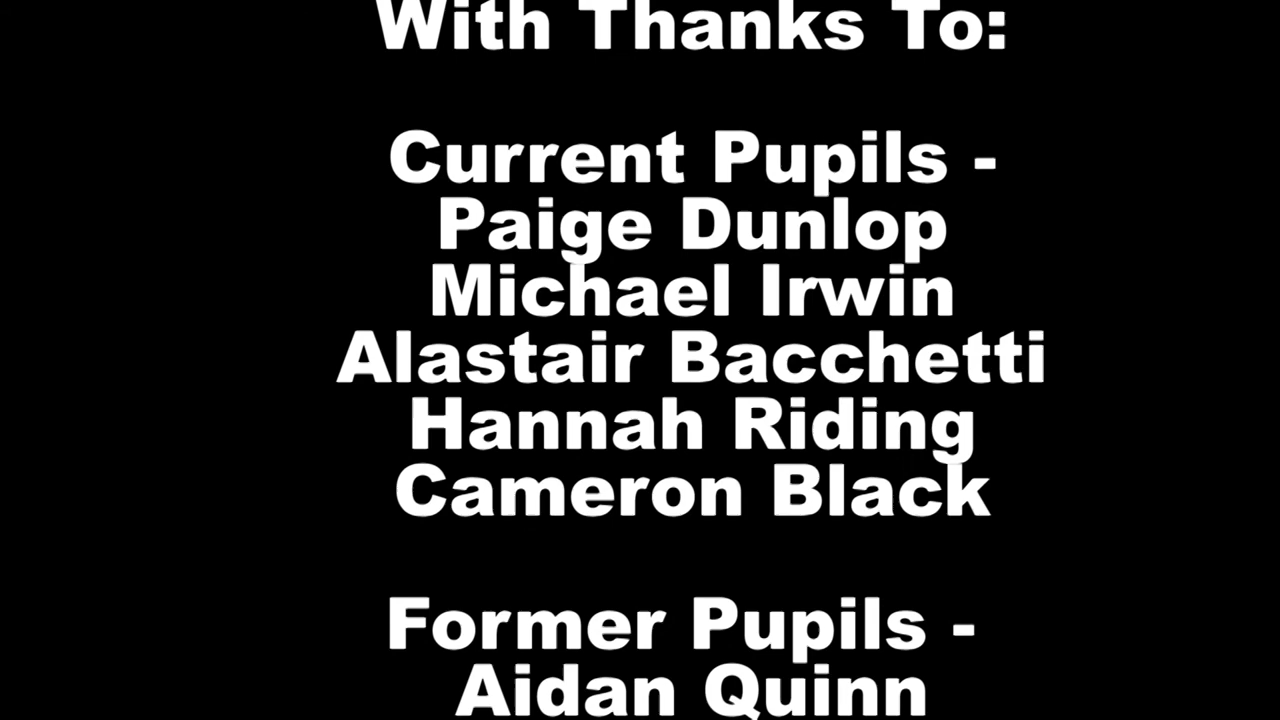 With Thanks To:
Current Pupils -
Paige Dunlop
Michael Irwin
Alastair Bacchetti
Hannah Riding
Cameron Black
Former Pupils -
Aidan Quinn